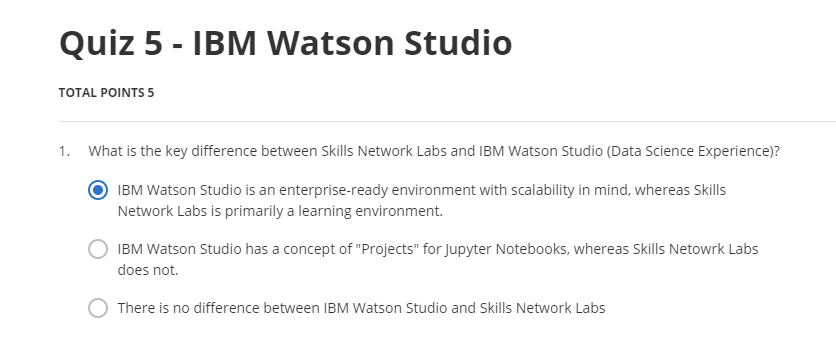 Quiz 5 - IBM Watson Studio
TOTAL POINTS 5
1. What is the key difference between Skills Network Labs and IBM Watson Studio (Data Science Experience)?
IBM Watson Studio is an enterprise-ready environment with scalability in mind, whereas Skills
Network Labs is primarily a learning environment.
IBM Watson Studio has a concept of "Projects" for Jupyter Notebooks, whereas Skills Netowrk Labs
does not.
There is no difference between IBM Watson Studio and Skills Network Labs